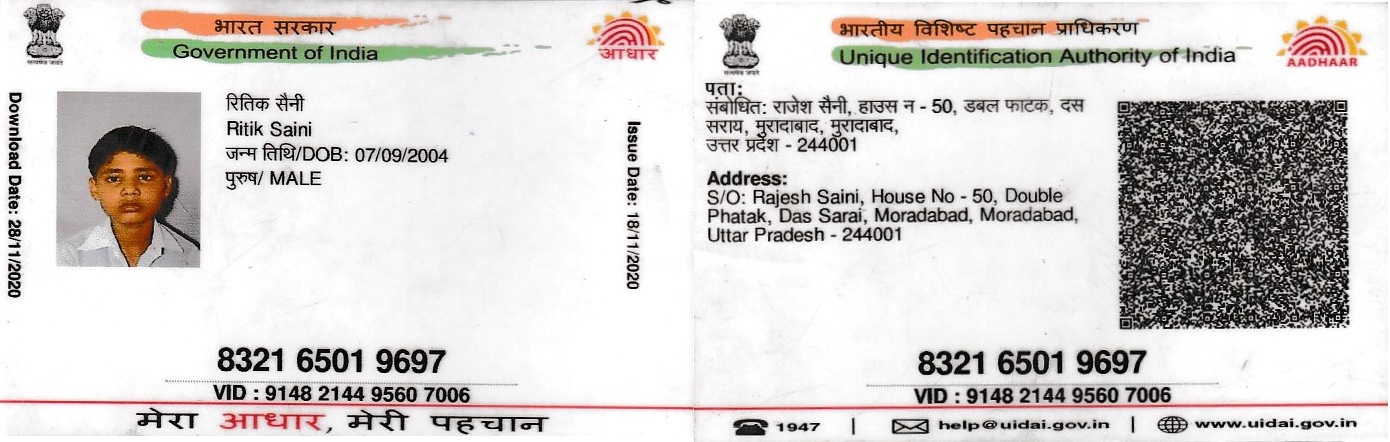 भारत सरकार
Government of India
आधार
Download Date: 28/11/2020
रितिक सैनी
Ritik Saini
जन्म तिथि/DOB: 07/09/2004
पुरुष/ MALE
Issue Date: 18/11/2020
8321 6501 9697
VID : 9148 2144 9560 7006
मेरा आधार, मेरी पहचान
भारतीय विशिष्ट पहचान प्राधिकरण
Unique Identification Authority of India
AADHAAR
पता:
संबोधित: राजेश सैनी, हाउस न - 50, डबल फाटक, दस
सराय, मुरादाबाद, मुरादाबाद,
उत्तर प्रदेश - 244001
Address:
S/O: Rajesh Saini, House No - 50, Double
Phatak, Das Sarai, Moradabad, Moradabad,
Uttar Pradesh - 244001
8321 6501 9697
VID : 9148 2144 9560 7006
1947 | help@uidai.gov.in | www.uidai.gov.in